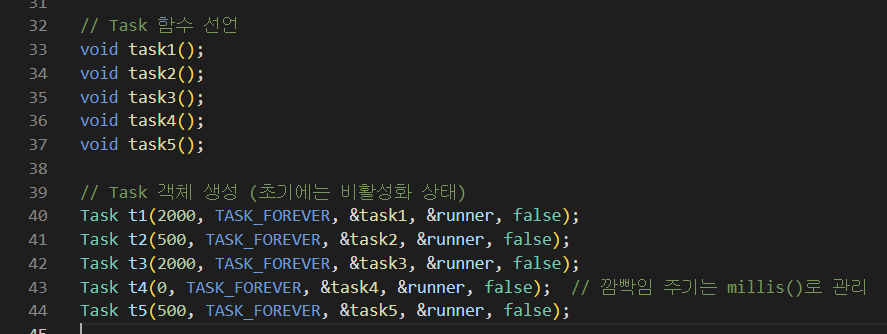 31
32 // Task 함수 선언
33 void task1();
34 void task2();
35 void task3();
36 void task4();
37 void task5();
38
39 // Task 객체 생성 (초기에는 비활성화 상태)
40 Task t1(2000, TASK_FOREVER, &task1, &runner, false);
41 Task t2(500, TASK_FOREVER, &task2, &runner, false);
42 Task t3(2000, TASK_FOREVER, &task3, &runner, false);
43 Task t4(0, TASK_FOREVER, &task4, &runner, false);  // 깜빡임 주기는 millis()로 관리
44 Task t5(500, TASK_FOREVER, &task5, &runner, false);
45